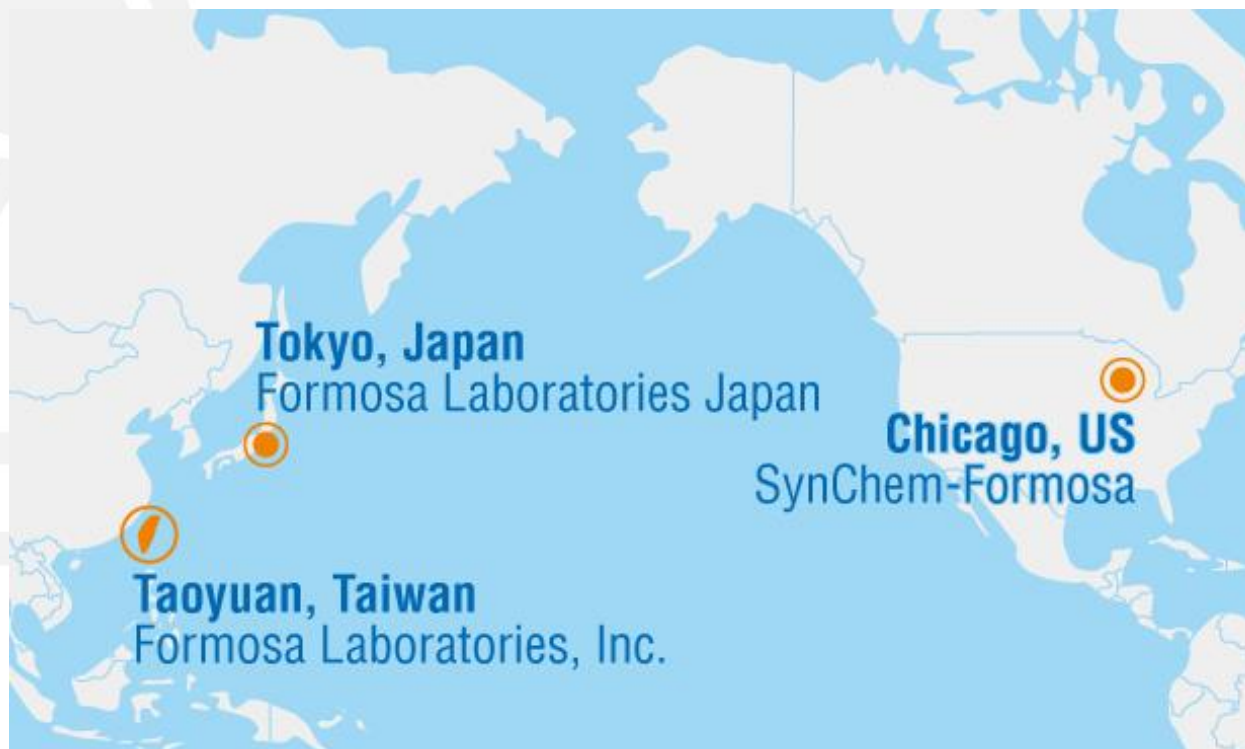 Tokyo, Japan
Formosa Laboratories Japan
Chicago, US
SynChem-Formosa
Taoyuan, Taiwan
Formosa Laboratories, Inc.